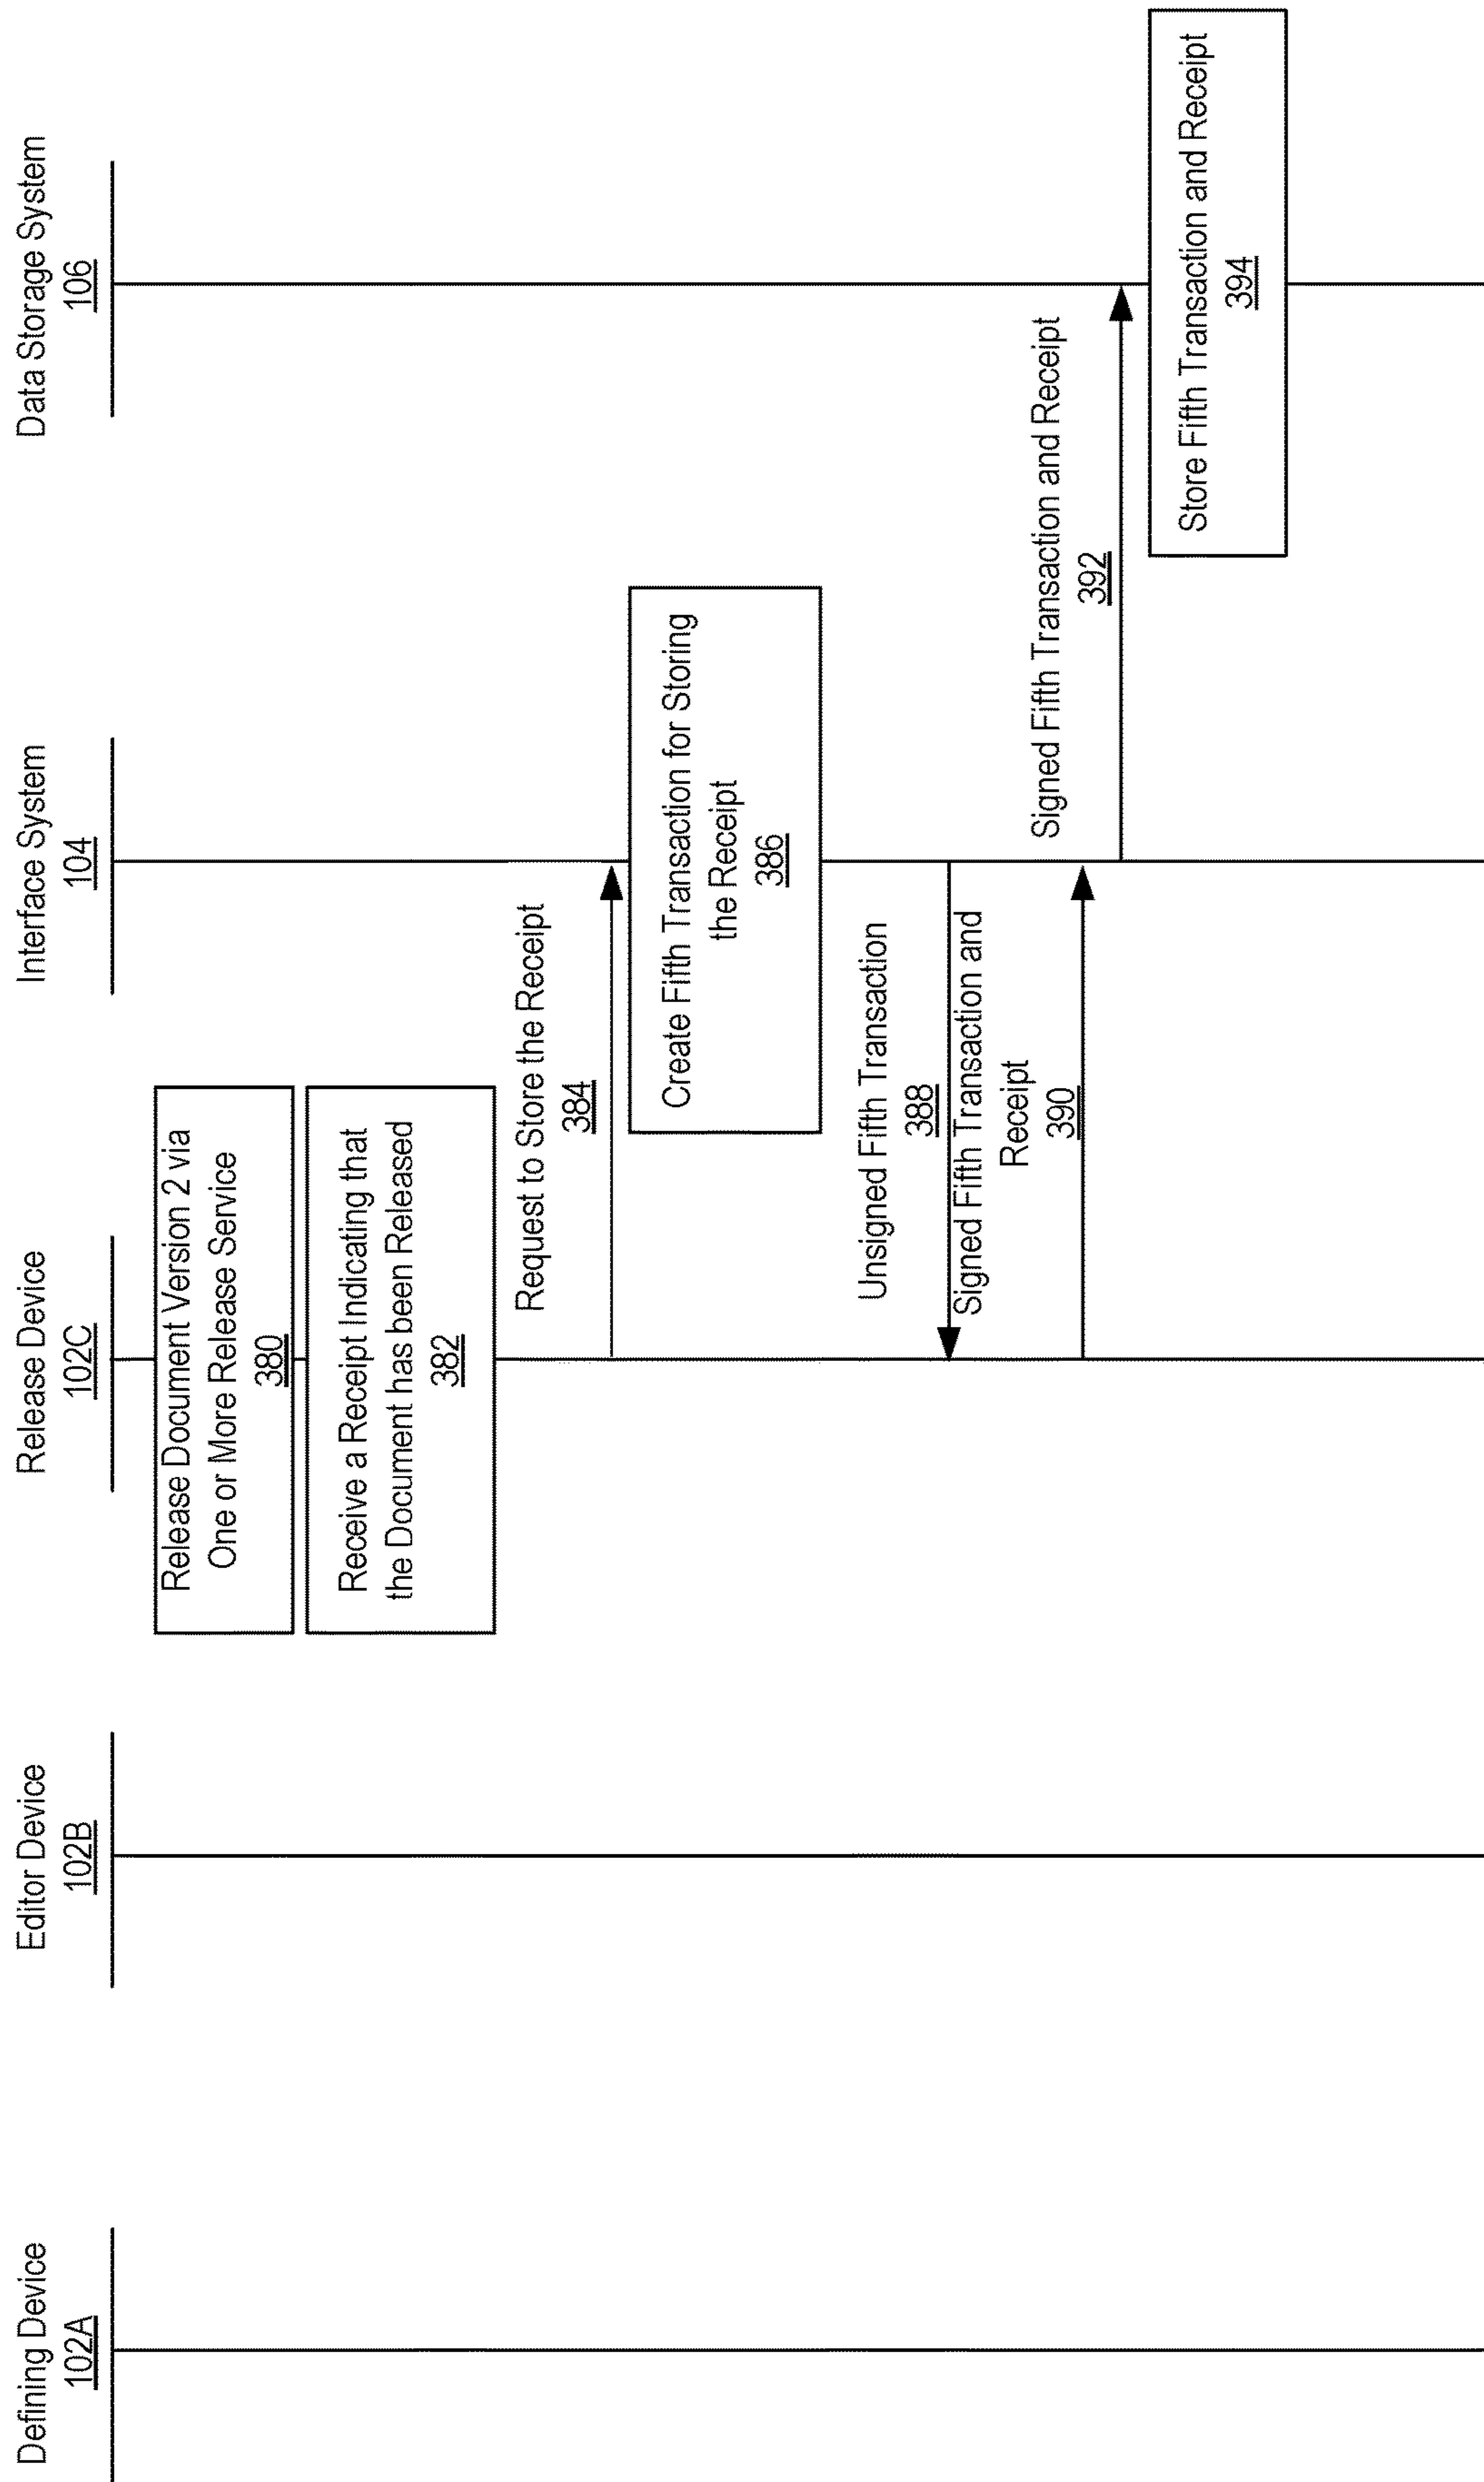 Defining Device
102A
Editor Device
102B
Release Device
102C
Interface System
104
Data Storage System
106
Release Document Version 2 via
One or More Release Service
380
Receive a Receipt Indicating that
the Document has been Released
382
Request to Store the Receipt
384
Create Fifth Transaction for Storing
the Receipt
386
Unsigned Fifth Transaction
388
Signed Fifth Transaction and
Receipt
390
Signed Fifth Transaction and Receipt
392
Store Fifth Transaction and Receipt
394